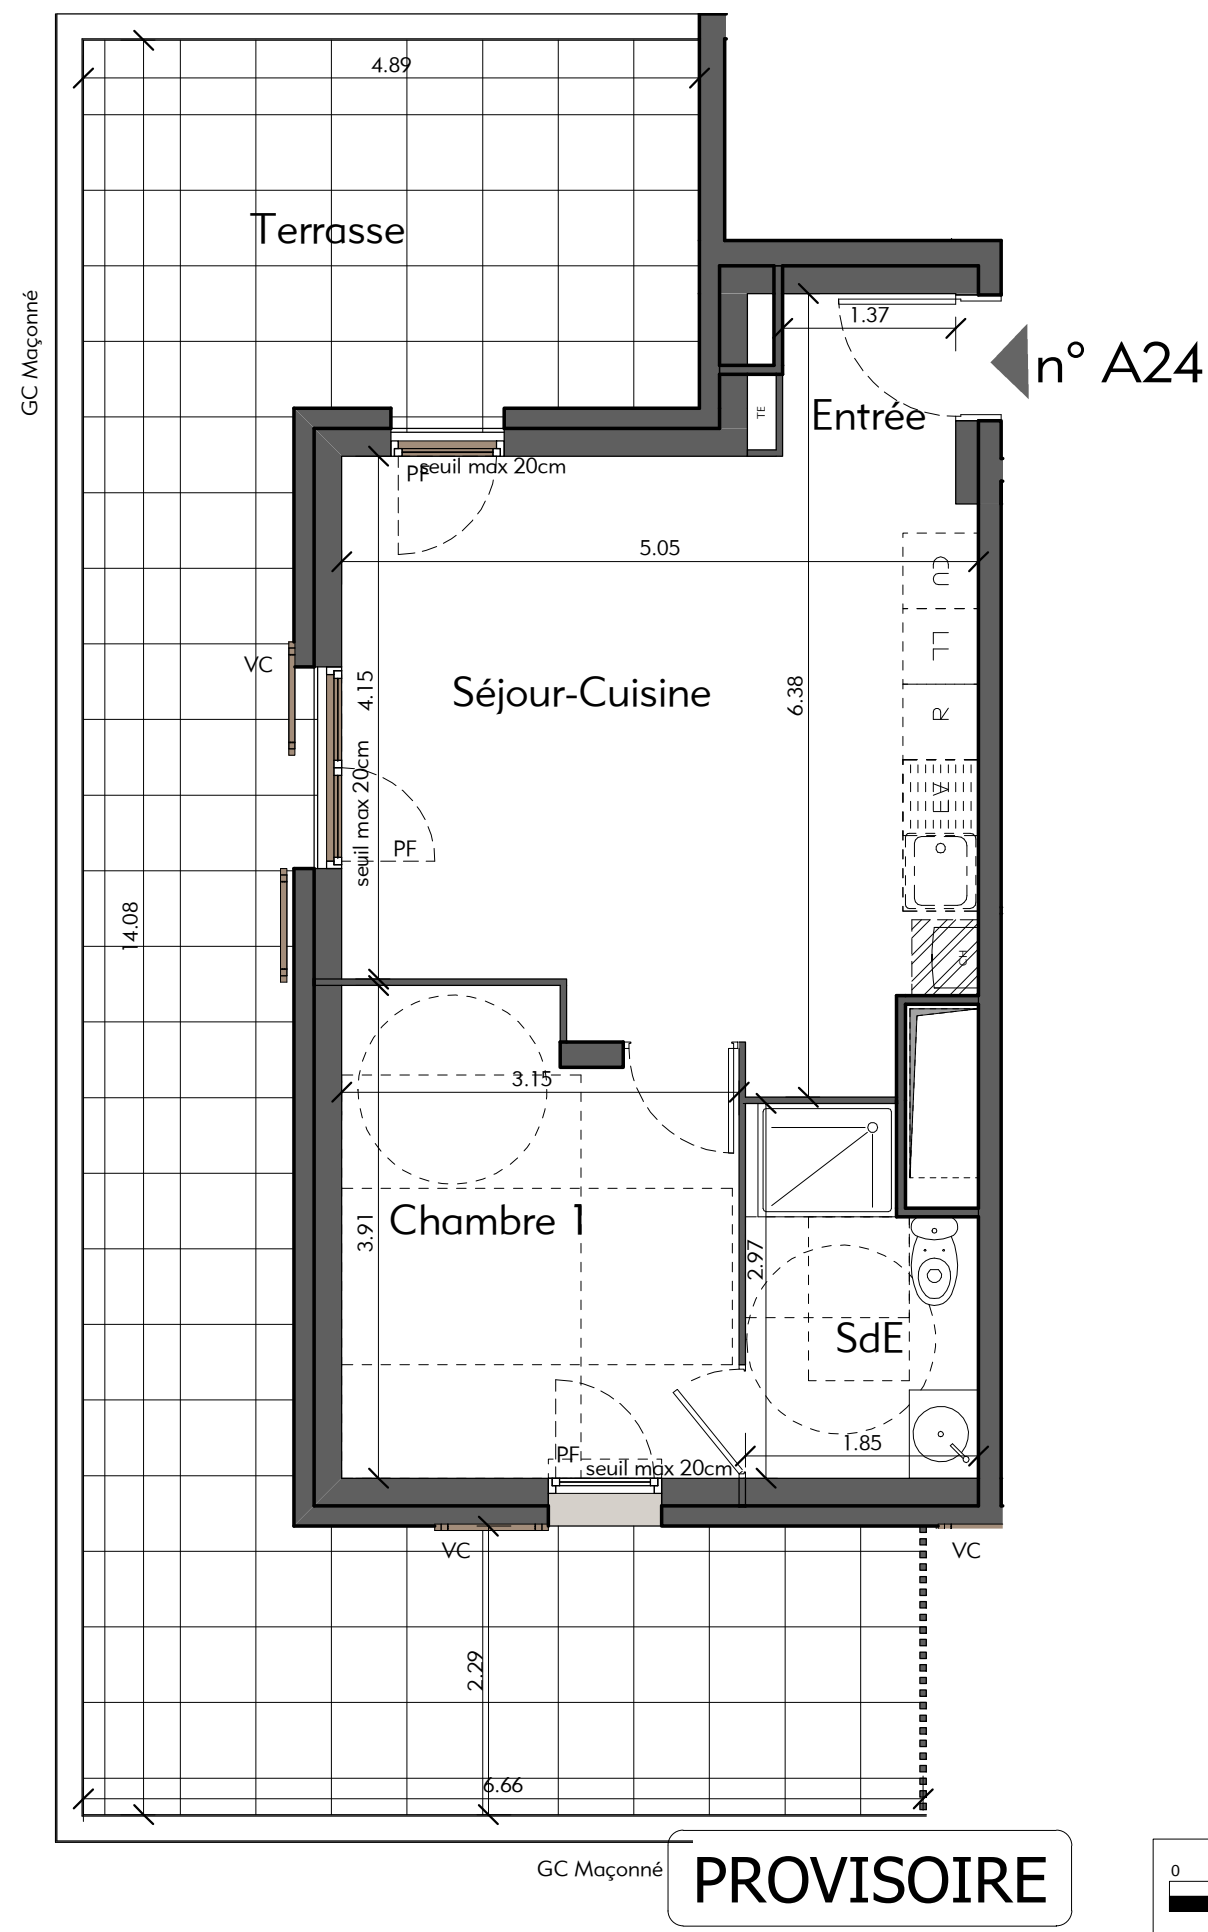 4.89
Terrasse
GC Maçonné
1.37
n° A24
TE
Entrée
PF
seuil max 20cm
5.05
CU
VC
LL
4.15
Séjour-Cuisine
6.38
R
seuil max 20cm
EV
PF
14.08
CH
3.15
3.91
Chambre 1
2.97
SdE
1.85
PF
seuil max 20cm
VC
VC
2.29
6.66
GC Maçonné
PROVISOIRE
0